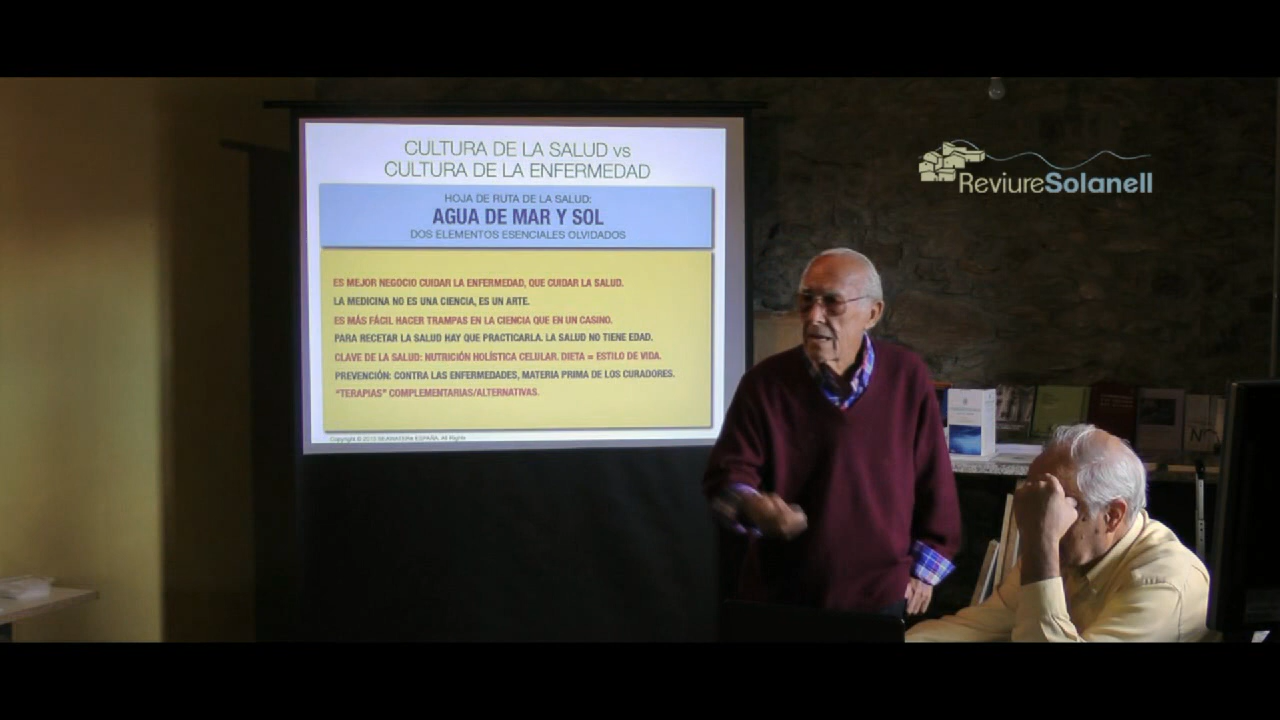 CULTURA DE LA SALUD vs
CULTURA DE LA ENFERMEDAD
HOJA DE RUTA DE LA SALUD:
AGUA DE MAR Y SOL
DOS ELEMENTOS ESENCIALES OLVIDADOS
ES MEJOR NEGOCIO CUIDAR LA ENFERMEDAD, QUE CUIDAR LA SALUD.
LA MEDICINA NO ES UNA CIENCIA, ES UN ARTE.
ES MÁS FÁCIL HACER TRAMPAS EN LA CIENCIA QUE EN UN CASINO.
PARA RECETAR LA SALUD HAY QUE PRACTICARLA. LA SALUD NO TIENE EDAD.
CLAVE DE LA SALUD: NUTRICIÓN HOLÍSTICA CELULAR. DIETA = ESTILO DE VIDA.
PREVENCIÓN: CONTRA LAS ENFERMEDADES, MATERIA PRIMA DE LOS CURADORES.
"TERAPIAS" COMPLEMENTARIAS/ALTERNATIVAS.
ESPAÑA. All Rights
ReviureSolanell